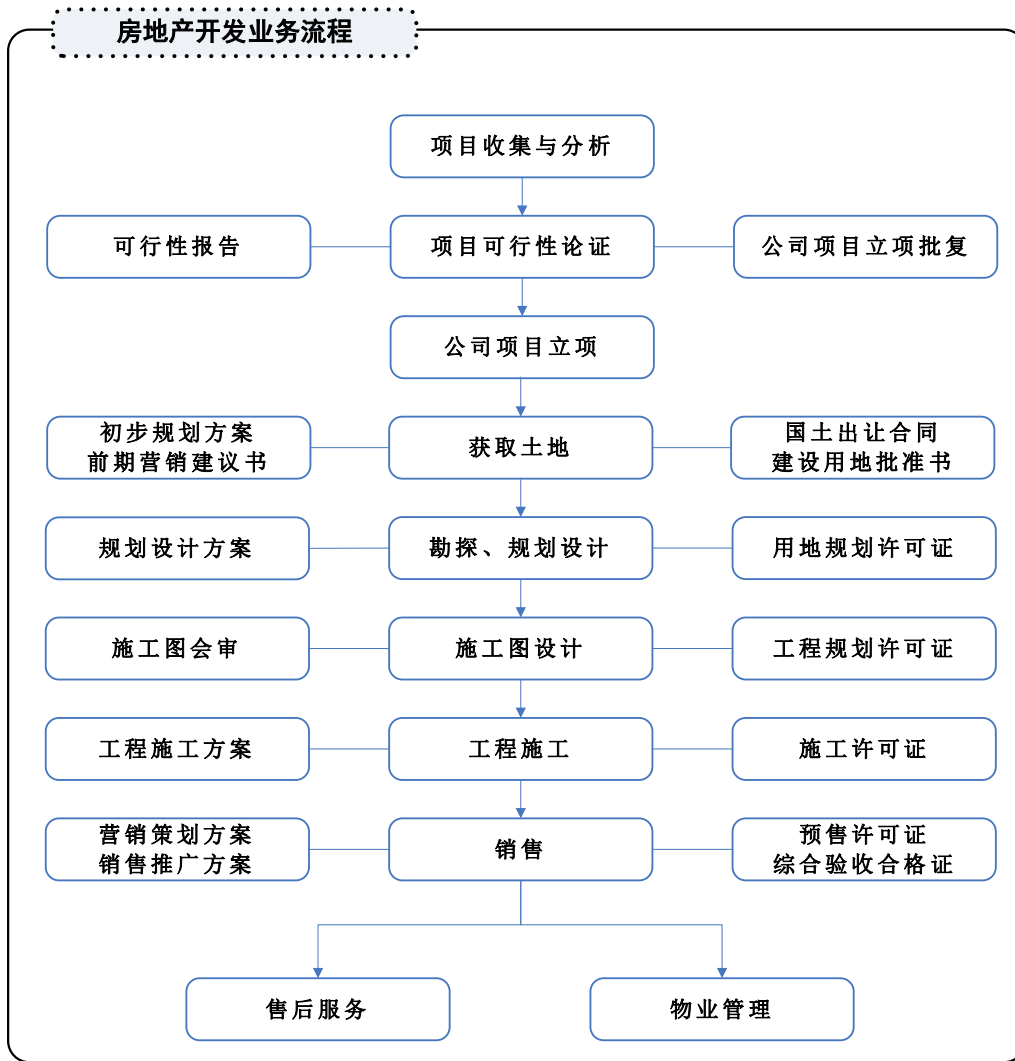 房地产开发业务流程
项目收集与分析
可行性报告
项目可行性论证
公司项目立项批复
公司项目立项
初步规划方案
前期营销建议书
获取土地
国土出让合同
建设用地批准书
规划设计方案
勘探、规划设计
用地规划许可证
施工图会审
施工图设计
工程规划许可证
工程施工方案
工程施工
施工许可证
营销策划方案
销售推广方案
销售
预售许可证
综合验收合格证
售后服务
物业管理